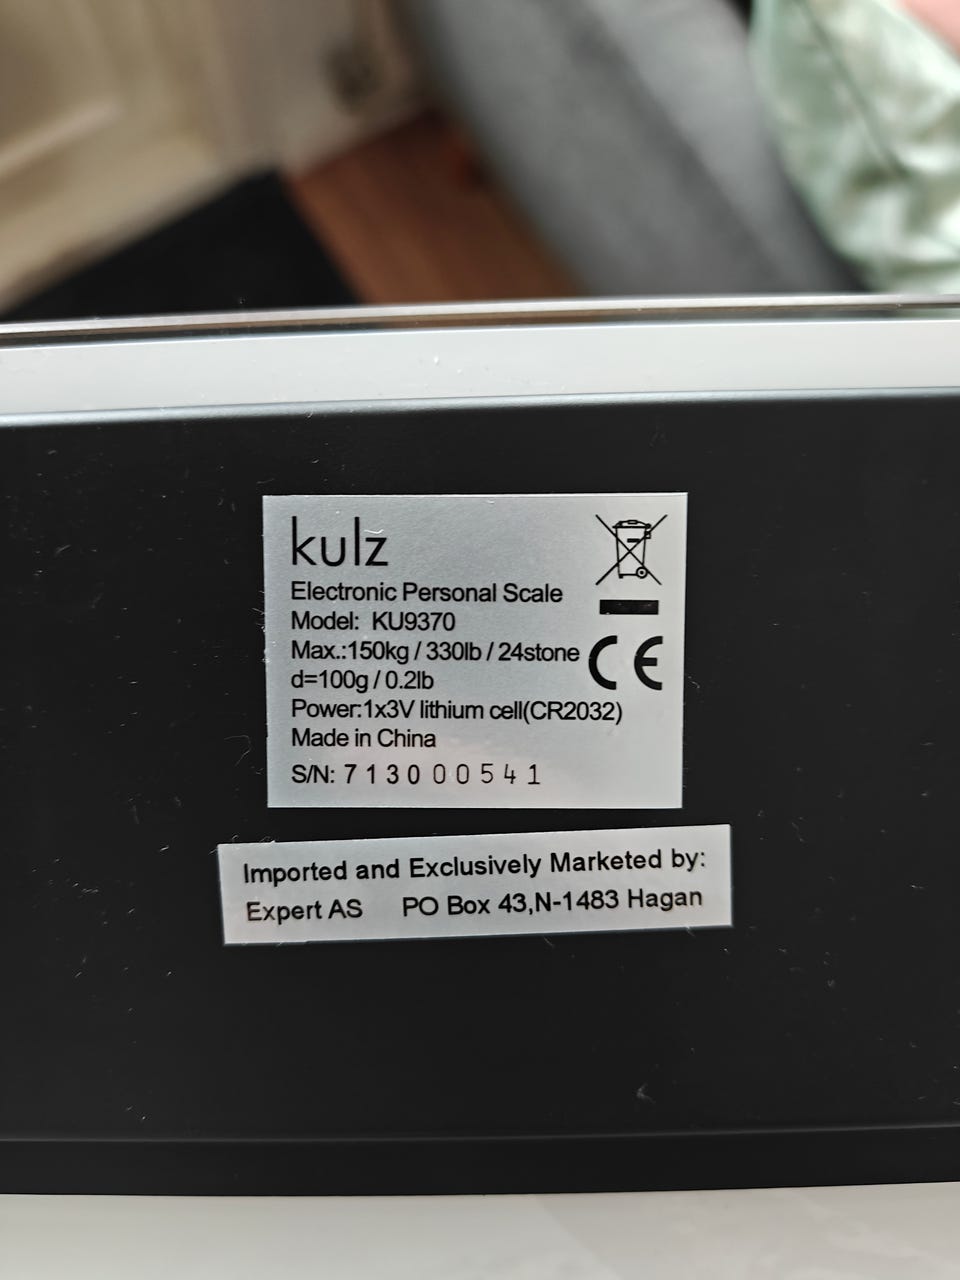 kulz
Electronic Personal Scale
Model: KU9370
Max.:150kg / 330lb / 24stone
CE
d=100g / 0.2lb
Power:1x3V lithium cell(CR2032)
Made in China
S/N: 713000541
Imported and Exclusively Marketed by:
Expert AS PO Box 43,N-1483 Hagan